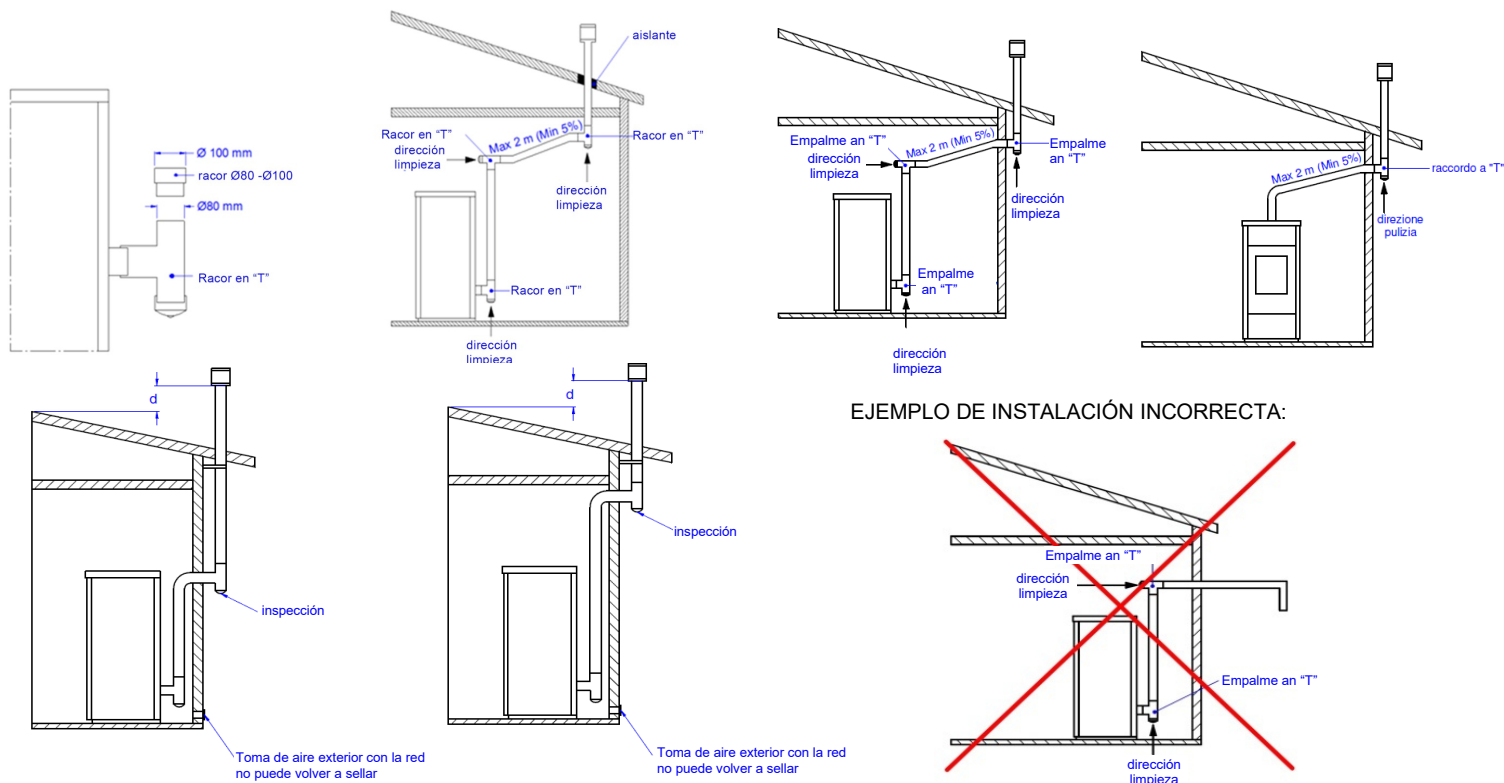 Ø 100 mm
racor Ø80 -Ø100
Ø80 mm
Racor en “T”
aislante
Racor en “T”
dirección
limpieza
Max 2 m (Min 5%)
Racor en “T”
dirección
limpieza
Racor en “T”
dirección
limpieza
Empalme an “T”
dirección
limpieza
Max 2 m (Min 5%)
Empalme
an “T”
dirección
limpieza
Empalme
an “T”
dirección
limpieza
Max 2 m (Min 5%)
raccordo a "T"
direzione
pulizia
d
inspección
Toma de aire exterior con la red
no puede volver a sellar
d
inspección
Toma de aire exterior con la red
no puede volver a sellar
EJEMPLO DE INSTALACIÓN INCORRECTA:
Empalme an “T”
dirección
limpieza
Empalme an “T”
dirección
limpieza